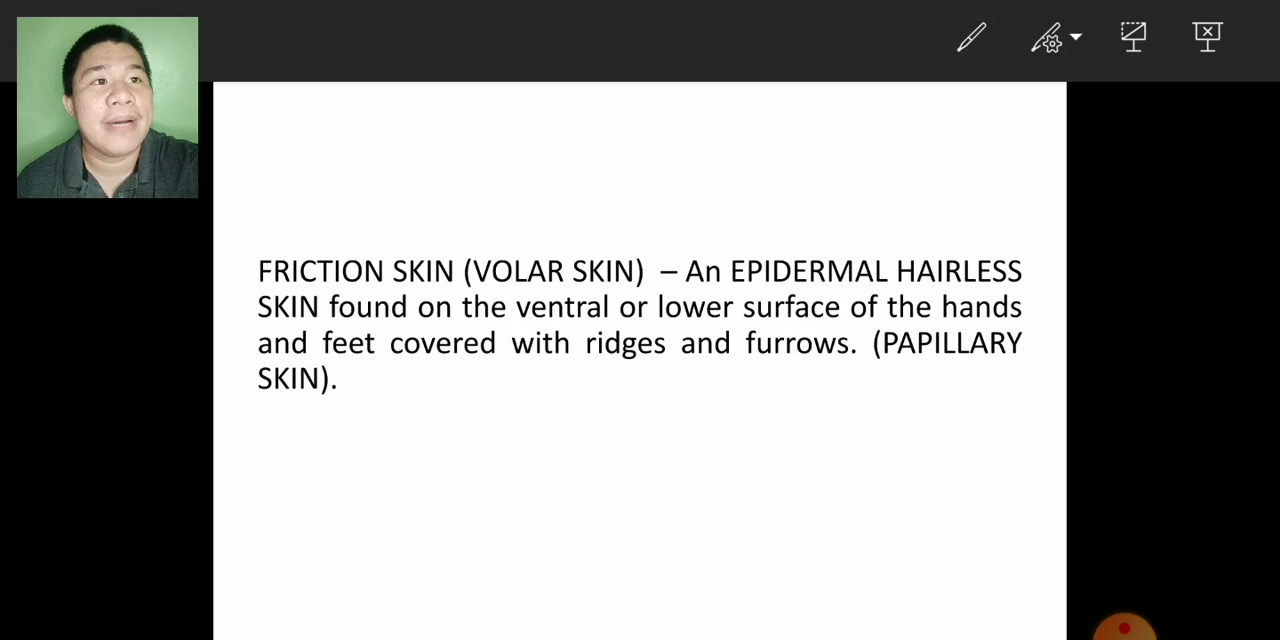 FRICTION SKIN (VOLAR SKIN) – An EPIDERMAL HAIRLESS
SKIN found on the ventral or lower surface of the hands
and feet covered with ridges and furrows. (PAPILLARY
SKIN).